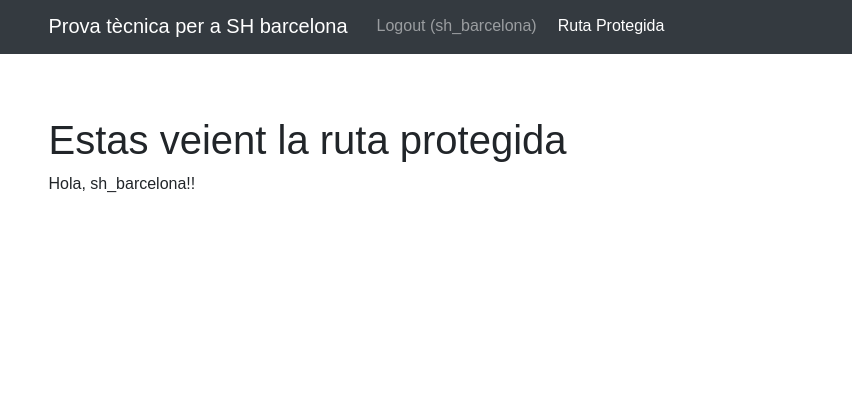 Prova tècnica per a SH barcelona Logout (sh_barcelona) Ruta Protegida
Estas veient la ruta protegida
Hola, sh_barcelona!!